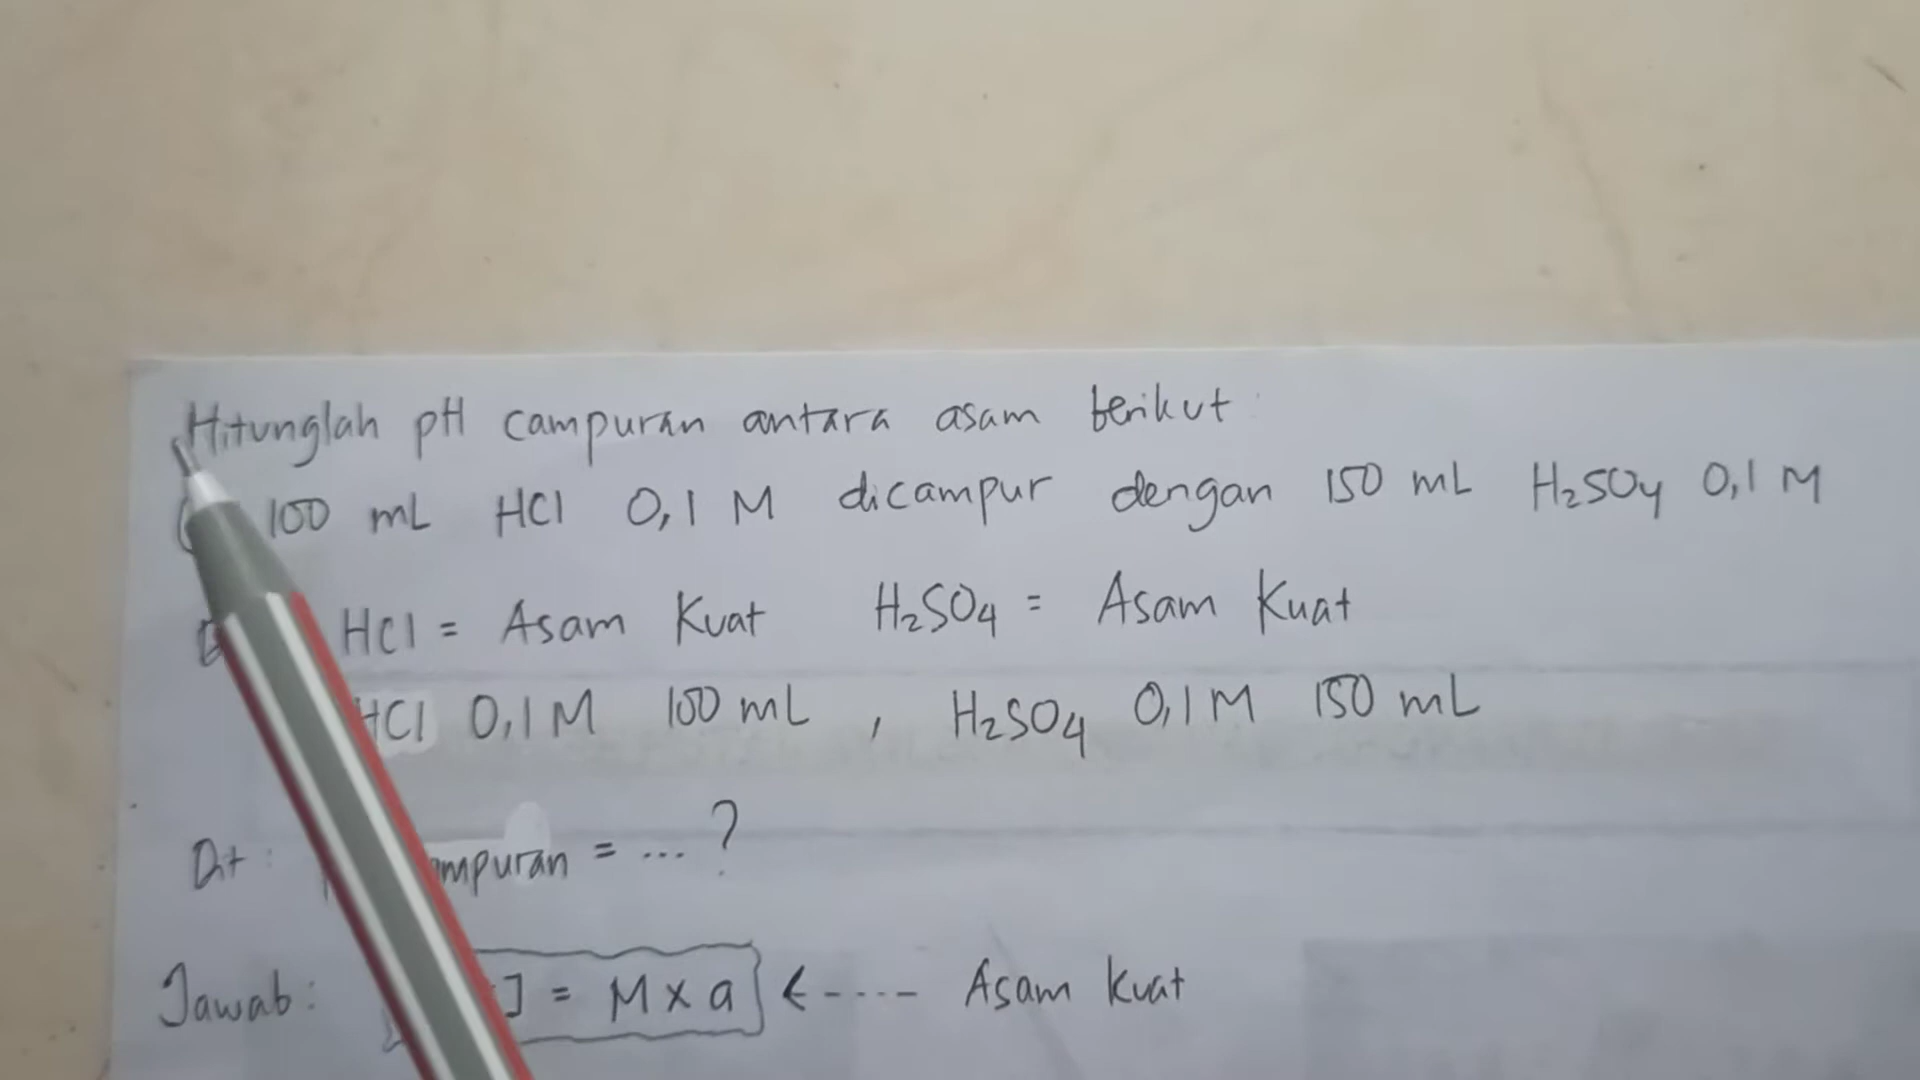 Hitunglah pH campuran antara asam berikut:
100 mL HCl 0,1 M dicampur dengan 150 mL H₂SO₄ 0,1 M
HCl = Asam Kuat H₂SO₄ = Asam Kuat
HCl 0,1 M 100 mL , H₂SO₄ 0,1 M 150 mL
Dit : mpuran = ... ?
Jawab: ] = M x a <---- Asam Kuat